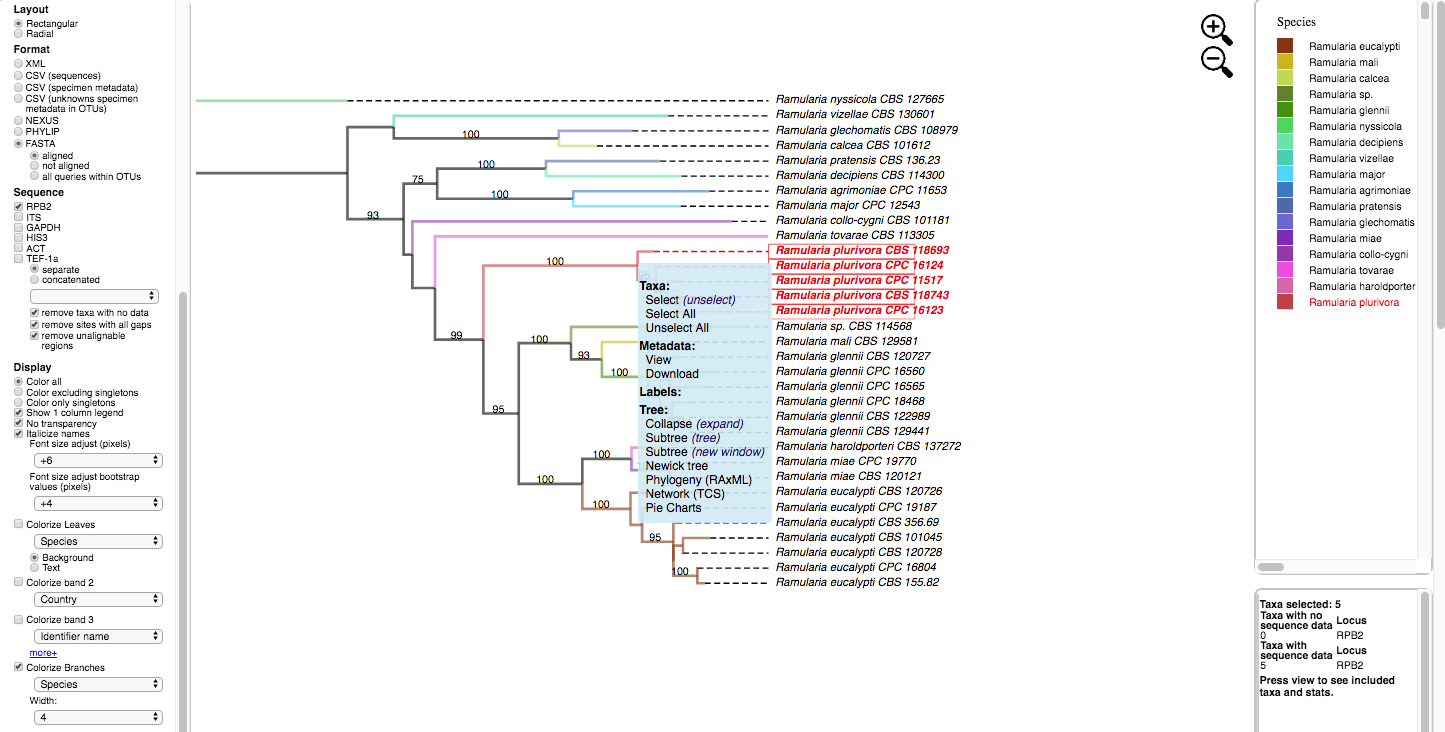 Layout
Rectangular
Radial
Format
XML
CSV (sequences)
CSV (specimen metadata)
CSV (unknowns specimen
metadata in OTUs)
NEXUS
PHYLIP
FASTA
aligned
not aligned
all queries within OTUs
Sequence
RPB2
ITS
GAPDH
HIS3
ACT
TEF-1a
separate
concatenated
remove taxa with no data
remove sites with all gaps
remove unalignable
regions
Display
Color all
Color excluding singletons
Color only singletons
Show 1 column legend
No transparency
Italicize names
Font size adjust (pixels)
+6
Font size adjust bootstrap
values (pixels)
+4
Colorize Leaves
Species
Background
Text
Colorize band 2
Country
Colorize band 3
Identifier name
more+
Colorize Branches
Species
Width:
4
Ramularia nyssicola CBS 127665
Ramularia vizellae CBS 130601
100
Ramularia glechomatis CBS 108979
Ramularia calcea CBS 101612
100
Ramularia pratensis CBS 136.23
75
Ramularia decipiens CBS 114300
100
Ramularia agrimoniae CPC 11653
Ramularia major CPC 12543
93
Ramularia collo-cygni CBS 101181
Ramularia tovarae CBS 113305
Ramularia plurivora CBS 118693
100
Ramularia plurivora CPC 16124
95
Ramularia plurivora CPC 11517
Ramularia plurivora CBS 118743
Ramularia plurivora CPC 16123
Ramularia sp. CBS 114568
99
100
Ramularia mali CBS 129581
93
Ramularia glennii CBS 120727
100
Ramularia glennii CPC 16560
Ramularia glennii CPC 16565
Ramularia glennii CPC 18468
95
Ramularia glennii CBS 122989
Ramularia glennii CBS 129441
Ramularia haroldporteri CBS 137272
100
Ramularia miae CPC 19770
Ramularia miae CBS 120121
100
Ramularia eucalypti CBS 120726
100
Ramularia eucalypti CPC 19187
Ramularia eucalypti CBS 356.69
95
Ramularia eucalypti CBS 101045
Ramularia eucalypti CBS 120728
100
Ramularia eucalypti CPC 16804
Ramularia eucalypti CBS 155.82
Taxa:
Select (unselect)
Select All
Unselect All
Metadata:
View
Download
Labels:
Tree:
Collapse (expand)
Subtree (tree)
Subtree (new window)
Newick tree
Phylogeny (RAxML)
Network (TCS)
Pie Charts
Species
Ramularia eucalypti
Ramularia mali
Ramularia calcea
Ramularia sp.
Ramularia glennii
Ramularia nyssicola
Ramularia decipiens
Ramularia vizellae
Ramularia major
Ramularia agrimoniae
Ramularia pratensis
Ramularia glechomatis
Ramularia miae
Ramularia collo-cygni
Ramularia tovarae
Ramularia haroldporter
Ramularia plurivora
Taxa selected: 5
Taxa with no
sequence data Locus
0 RPB2
Taxa with
sequence data Locus
5 RPB2
Press view to see included
taxa and stats.